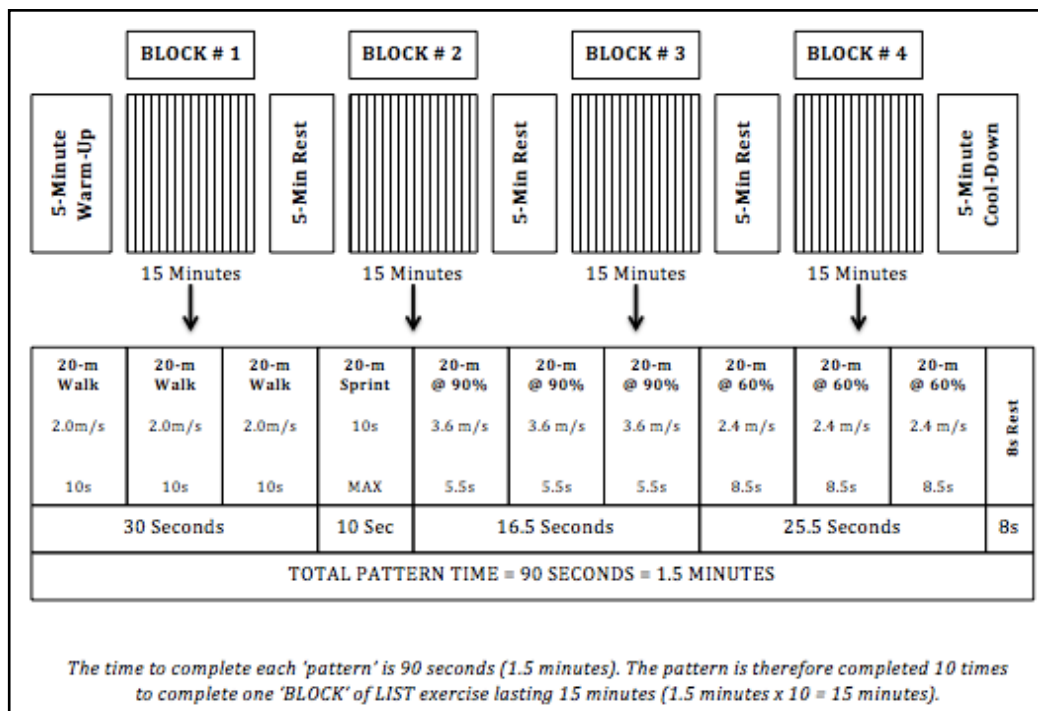 BLOCK # 1
BLOCK # 2
BLOCK # 3
BLOCK # 4
5-Minute
Warm-Up
5-Min Rest
5-Min Rest
5-Min Rest
5-Minute
Cool-Down
15 Minutes
15 Minutes
15 Minutes
15 Minutes
20-m Walk
2.0m/s
10s
20-m Walk
2.0m/s
10s
20-m Walk
2.0m/s
10s
20-m Sprint
10s
MAX
20-m @ 90%
3.6 m/s
5.5s
20-m @ 90%
3.6 m/s
5.5s
20-m @ 90%
3.6 m/s
5.5s
20-m @ 60%
2.4 m/s
8.5s
20-m @ 60%
2.4 m/s
8.5s
20-m @ 60%
2.4 m/s
8.5s
8s Rest
30 Seconds
10 Sec
16.5 Seconds
25.5 Seconds
8s
TOTAL PATTERN TIME = 90 SECONDS = 1.5 MINUTES
The time to complete each 'pattern' is 90 seconds (1.5 minutes). The pattern is therefore completed 10 times
to complete one 'BLOCK' of LIST exercise lasting 15 minutes (1.5 minutes x 10 = 15 minutes).